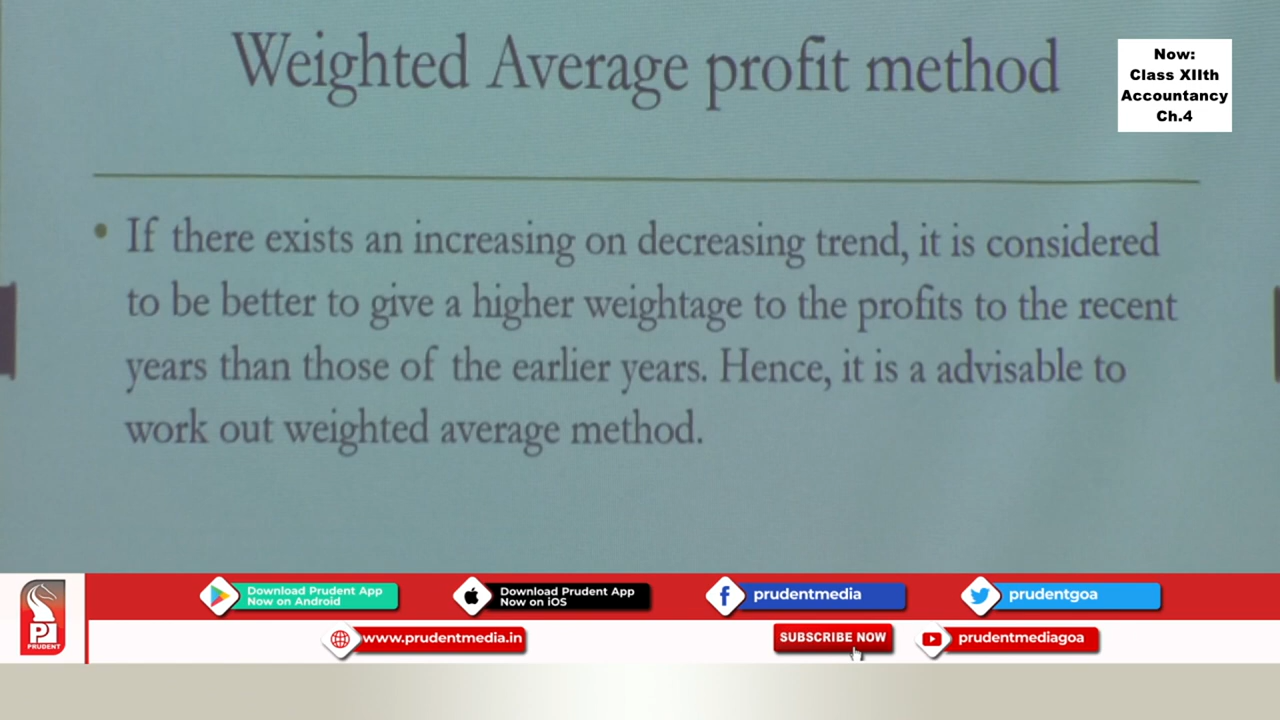 Weighted Average profit method
Now:
Class XIIth
Accountancy
Ch.4
• If there exists an increasing on decreasing trend, it is considered
to be better to give a higher weightage to the profits to the recent
years than those of the earlier years. Hence, it is a advisable to
work out weighted average method.
Download Prudent App
Now on Android
Download Prudent App
Now on iOS
prudentmedia
prudentgoa
PRUDENT
www.prudentmedia.in
SUBSCRIBE NOW
prudentmediagoa